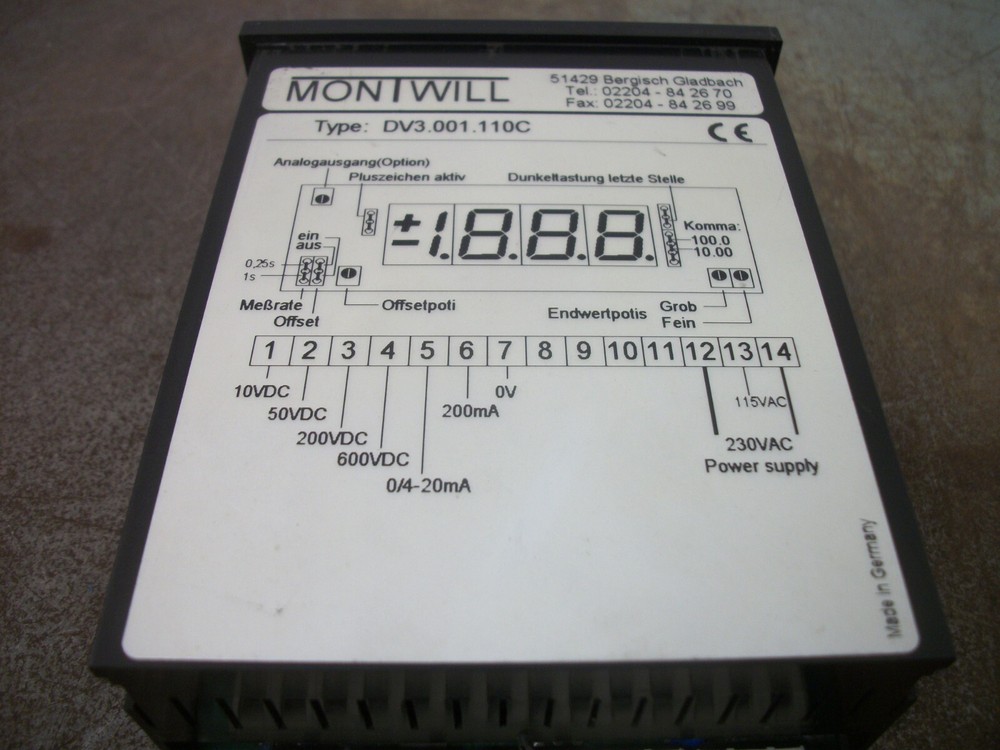 MONTWILL
51429 Bergisch Gladbach
Tel.: 02204 - 84 26 70
Fax: 02204 - 84 26 99
Type: DV3.001.110C
CE
Analogausgang(Option)
Pluszeichen aktiv
Dunkeltastung letzte Stelle
±1.8.8.8.
Komma:
100.0
10.00
ein
aus
0,25s
1s
Meßrate
Offset
Offsetpoti
Endwertpotis
Grob
Fein
1 2 3 4 5 6 7 8 9 10 11 12 13 14
10VDC
50VDC
200VDC
600VDC
0/4-20mA
200mA
0V
115VAC
230VAC
Power supply
Made in Germany